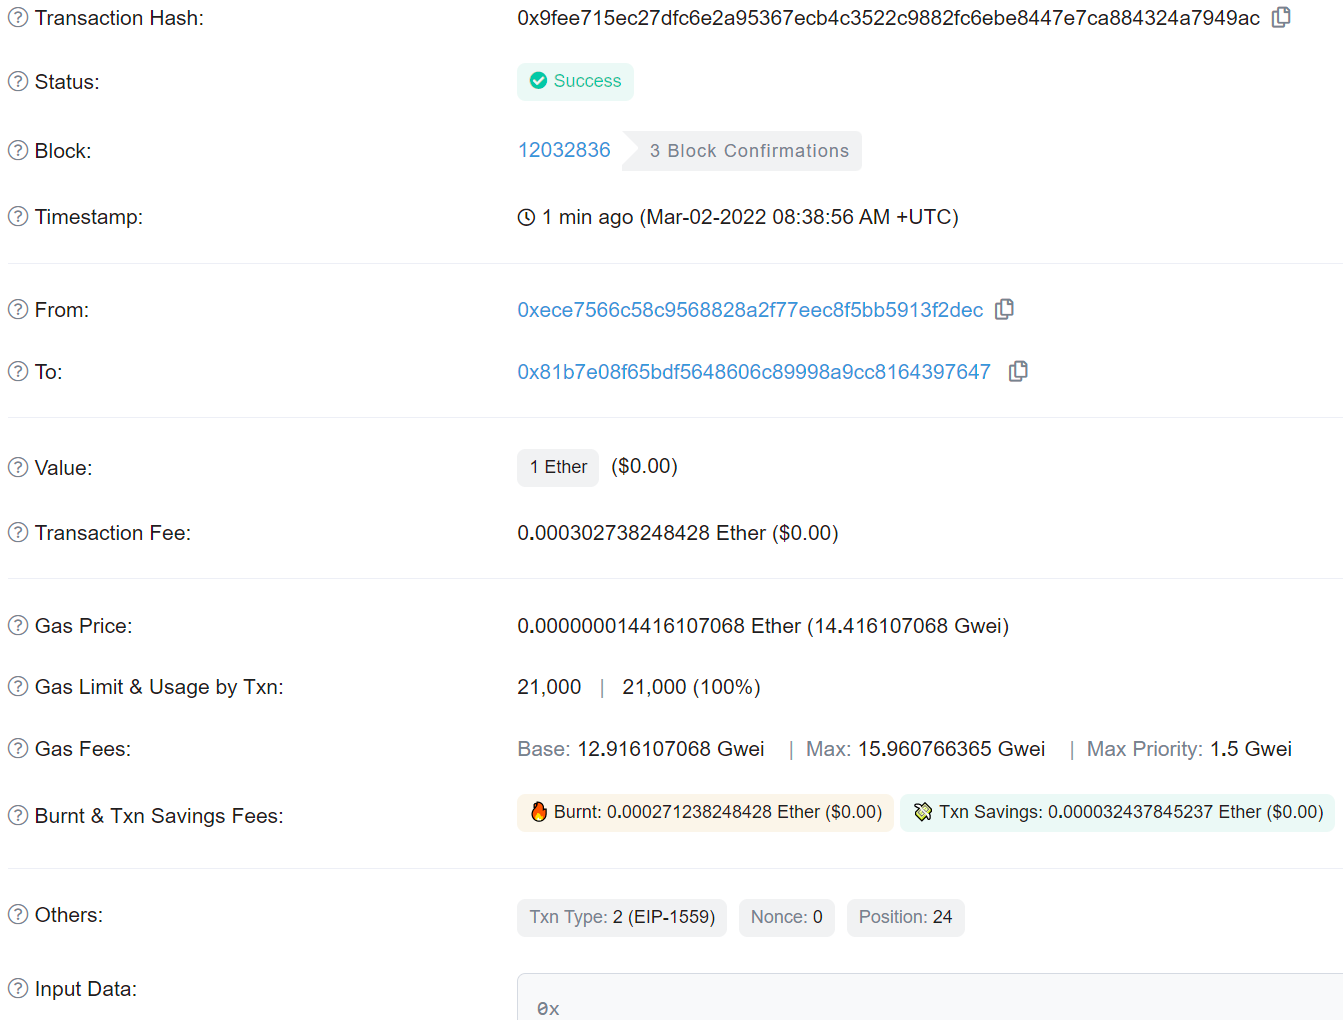 Transaction Hash: 0x9fee715ec27dfc6e2a95367ecb4c3522c9882fc6ebe8447e7ca884324a7949ac
Status: Success
Block: 12032836 3 Block Confirmations
Timestamp: 1 min ago (Mar-02-2022 08:38:56 AM +UTC)
From: 0xece7566c58c9568828a2f77eec8f5bb5913f2dec
To: 0x81b7e08f65bdf5648606c89998a9cc8164397647
Value: 1 Ether ($0.00)
Transaction Fee: 0.000302738248428 Ether ($0.00)
Gas Price: 0.000000014416107068 Ether (14.416107068 Gwei)
Gas Limit & Usage by Txn: 21,000 | 21,000 (100%)
Gas Fees: Base: 12.916107068 Gwei | Max: 15.960766365 Gwei | Max Priority: 1.5 Gwei
Burnt & Txn Savings Fees: Burnt: 0.000271238248428 Ether ($0.00) Txn Savings: 0.000032437845237 Ether ($0.00)
Others: Txn Type: 2 (EIP-1559) Nonce: 0 Position: 24
Input Data: 0x